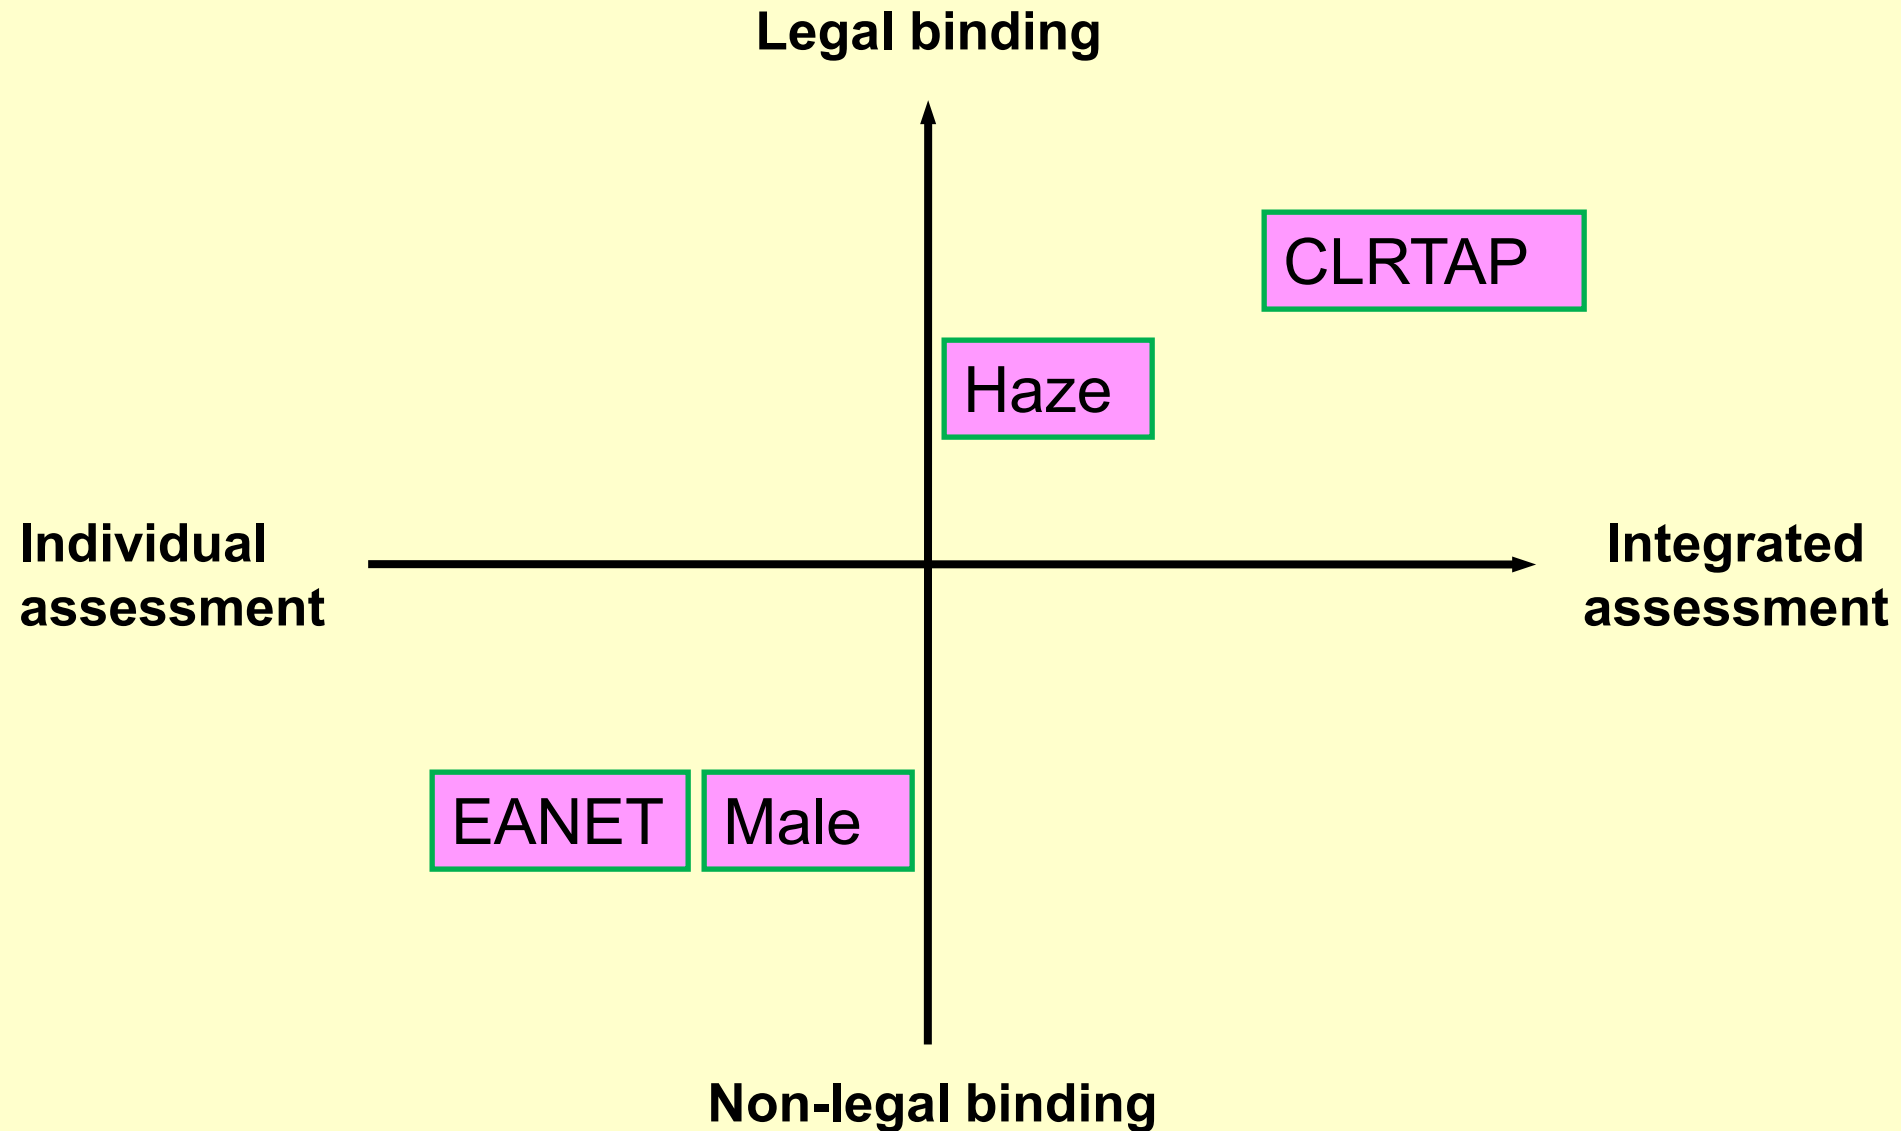 Legal binding
CLRTAP
Haze
Individual
assessment
Integrated
assessment
EANET
Male
Non-legal binding